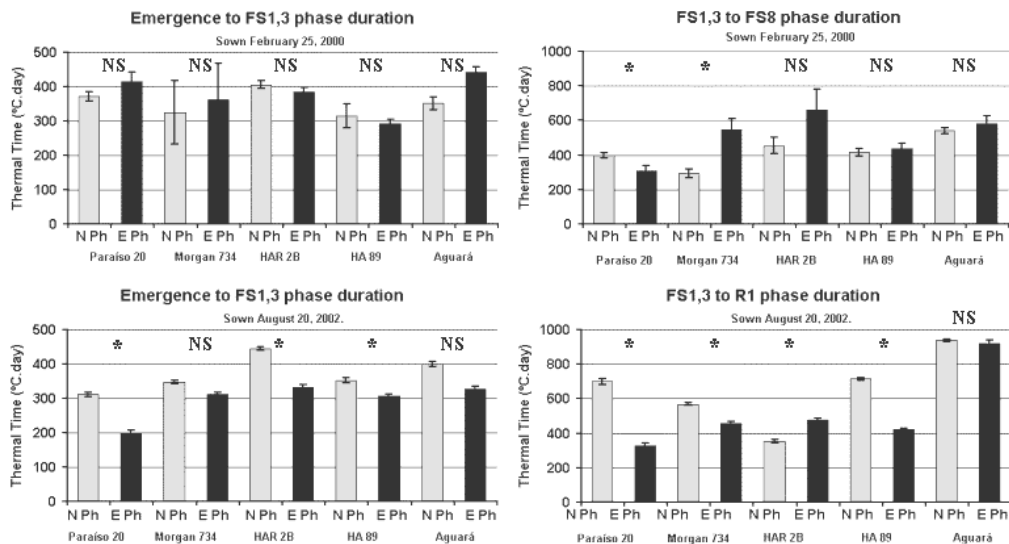 Emergence to FS1,3 phase duration
Sown February 25, 2000
Thermal Time (ºC.day)
500
400
300
200
100
0
NS NS NS NS NS
N Ph E Ph N Ph E Ph N Ph E Ph N Ph E Ph N Ph E Ph
Paraíso 20 Morgan 734 HAR 2B HA 89 Aguará
FS1,3 to FS8 phase duration
Sown February 25, 2000
Thermal Time (ºC.day)
1000
800
600
400
200
0
* * NS NS NS
N Ph E Ph N Ph E Ph N Ph E Ph N Ph E Ph N Ph E Ph
Paraíso 20 Morgan 734 HAR 2B HA 89 Aguará
Emergence to FS1,3 phase duration
Sown August 20, 2002.
Thermal Time (ºC.day)
500
400
300
200
100
0
* NS * * NS
N Ph E Ph N Ph E Ph N Ph E Ph N Ph E Ph N Ph E Ph
Paraíso 20 Morgan 734 HAR 2B HA 89 Aguará
FS1,3 to R1 phase duration
Sown August 20, 2002.
Thermal Time (ºC.day)
1000
800
600
400
200
0
* * * * NS
N Ph E Ph N Ph E Ph N Ph E Ph N Ph E Ph N Ph E Ph
Paraíso 20 Morgan 734 HAR 2B HA 89 Aguará